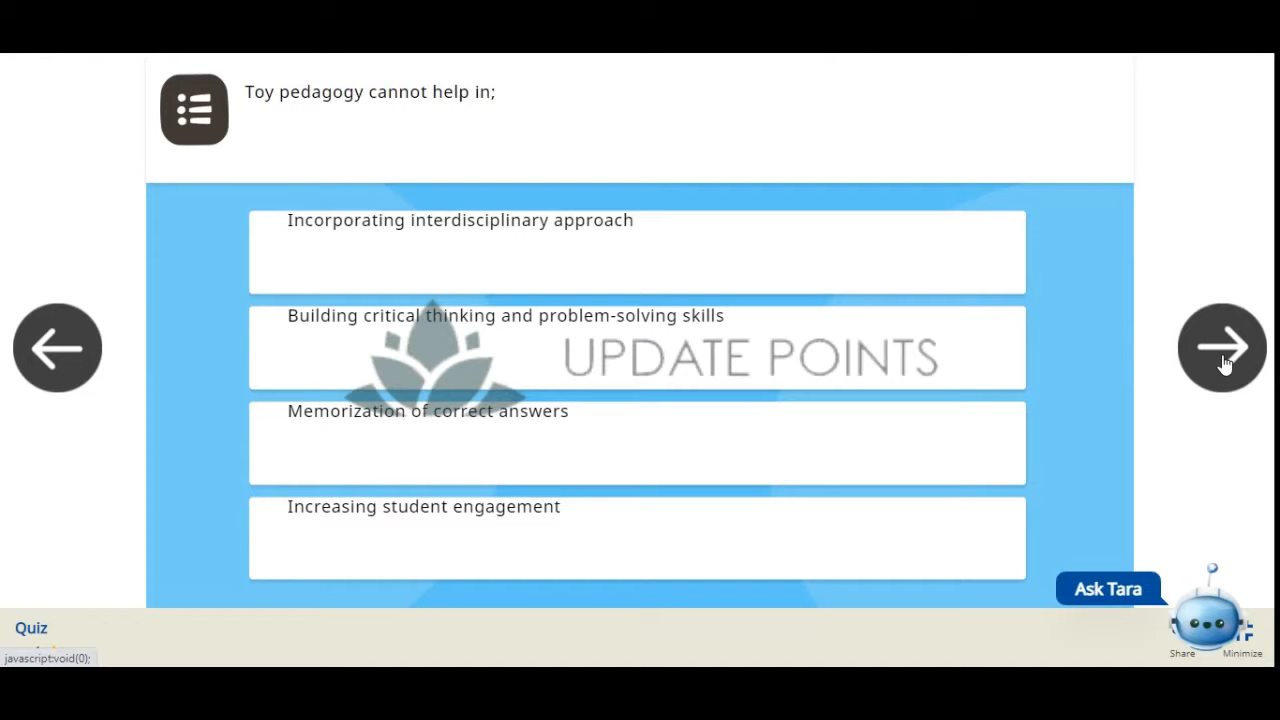 Toy pedagogy cannot help in;
Incorporating interdisciplinary approach
Building critical thinking and problem-solving skills
UPDATE POINTS
Memorization of correct answers
Increasing student engagement
Ask Tara
Quiz
javascript:void(0);
Share
Minimize